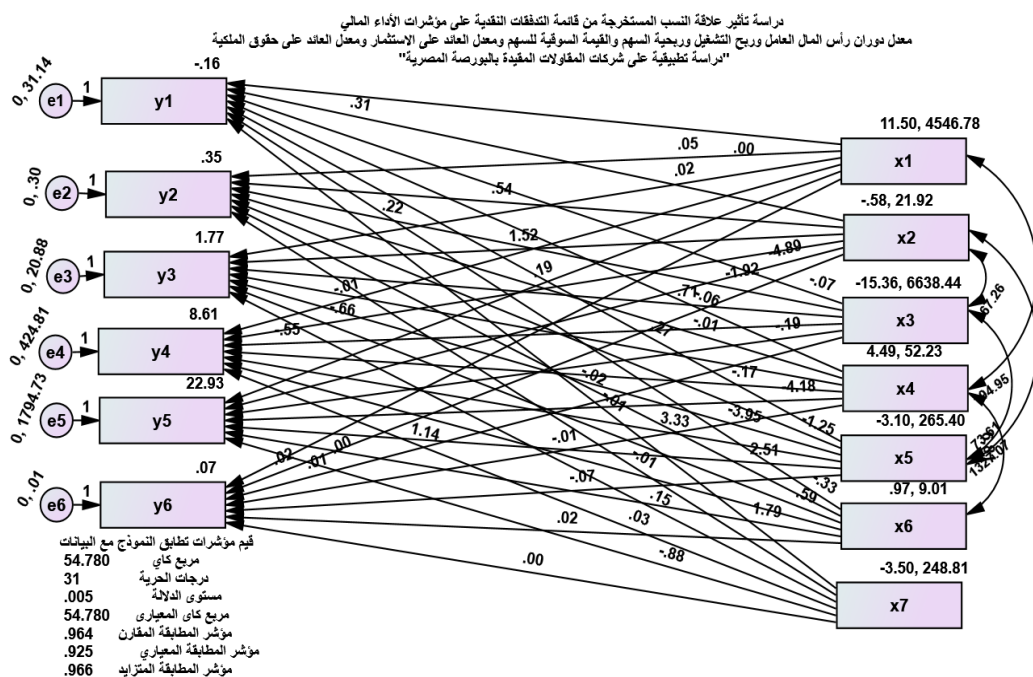 دراسة تأثير علاقة النسب المستخرجة من قائمة التدفقات النقدية على مؤشرات الأداء المالي
معدل دوران رأس المال العامل وربح التشغيل وربحية السهم والقيمة السوقية للسهم ومعدل العائد على الاستثمار ومعدل العائد على حقوق الملكية
"دراسة تطبيقية على شركات المقاولات المقيدة بالبورصة المصرية"
0, 31.14
e1
1
-.16
y1
0, .30
e2
1
.35
y2
0, 20.88
e3
1
1.77
y3
0, 424.81
e4
1
8.61
y4
0, 1794.73
e5
1
22.93
y5
0, .01
e6
1
.07
y6
11.50, 4546.78
x1
-.58, 21.92
x2
-15.36, 6638.44
x3
4.49, 52.23
x4
-3.10, 265.40
x5
.97, 9.01
x6
-3.50, 248.81
x7
.31
.05
.00
.02
.54
.22
1.52
-4.89
.19
-1.92
-.07
-.01
-.66
.71
-.06
-.55
-.01
-.19
-.17
-.02
-4.18
-.01
-3.95
-1.25
3.33
1.14
-.01
2.51
.00
.02
.01
-.01
-.07
.33
.59
.15
1.79
.02
.03
-.88
.00
1321.07
قيم مؤشرات تطابق النموذج مع البيانات
مربع كاي 54.780
درجات الحرية 31
مستوى الدلالة .005
مربع كاى المعيارى 54.780
مؤشر المطابقة المقارن .964
مؤشر المطابقة المعياري .925
مؤشر المطابقة المتزايد .966